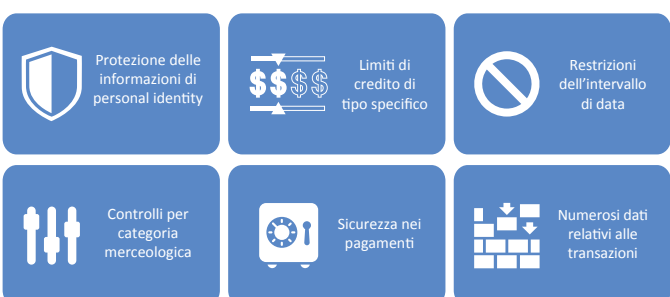 Protezione delle
informazioni di
personal identity
Limiti di
credito di
tipo specifico
Restrizioni
dell'intervallo
di data
Controlli per
categoria
merceologica
Sicurezza nei
pagamenti
Numerosi dati
relativi alle
transazioni